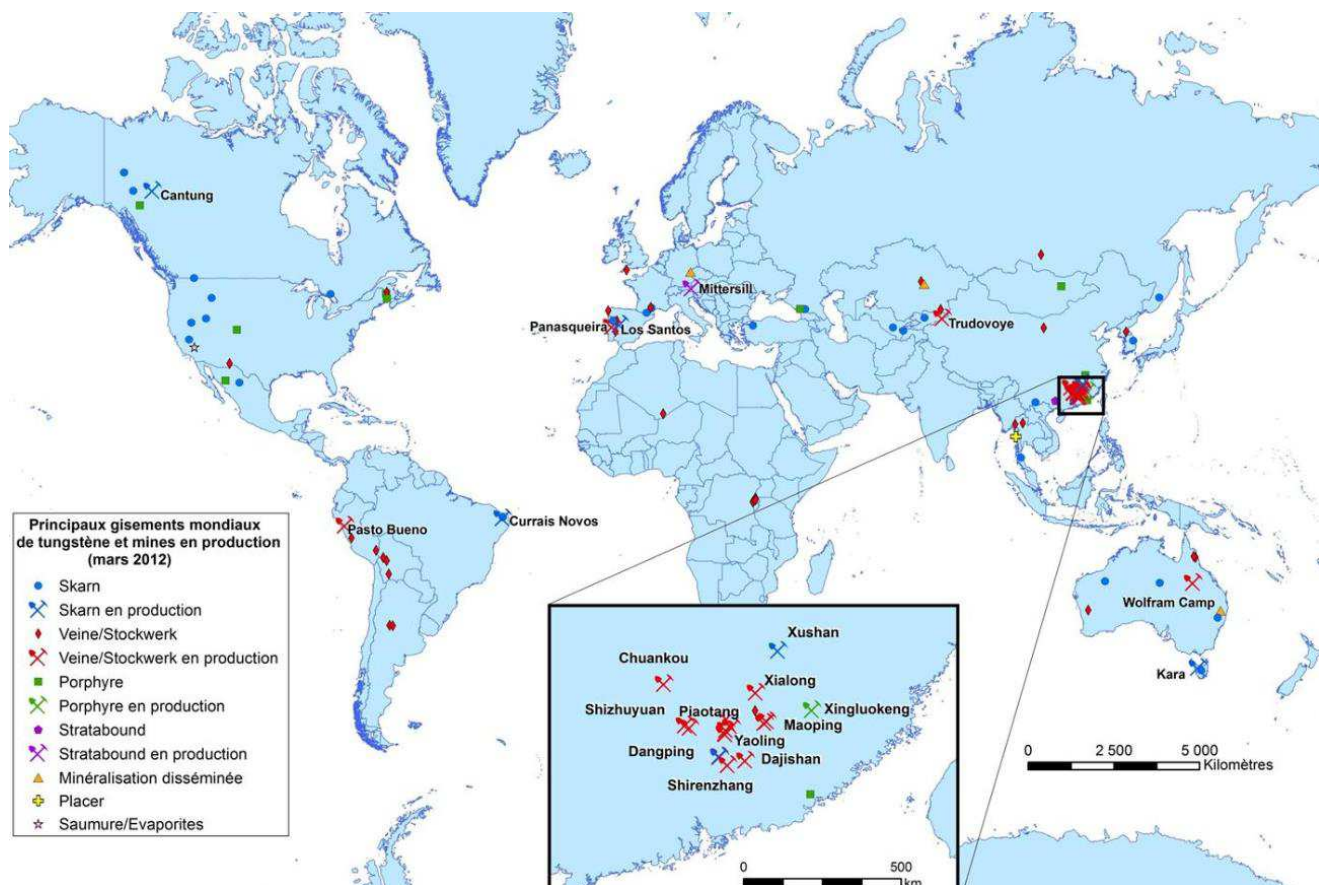 Cantung
Mittersill
Panasqueira
Los Santos
Trudovoye
Pasto Bueno
Currais Novos
Wolfram Camp
Kara
Principaux gisements mondiaux
de tungstène et mines en production
(mars 2012)
Skarn
Skarn en production
Veine/Stockwerk
Veine/Stockwerk en production
Porphyre
Porphyre en production
Stratabound
Stratabound en production
Minéralisation disséminée
Placer
Saumure/Evaporites
Xushan
Chuankou
Xialong
Shizhuyuan
Piaotang
Xingluokeng
Maoping
Dangping
Yaoling
Dajishan
Shirenzhang
0 500
km
0 2 500 5 000
Kilomètres